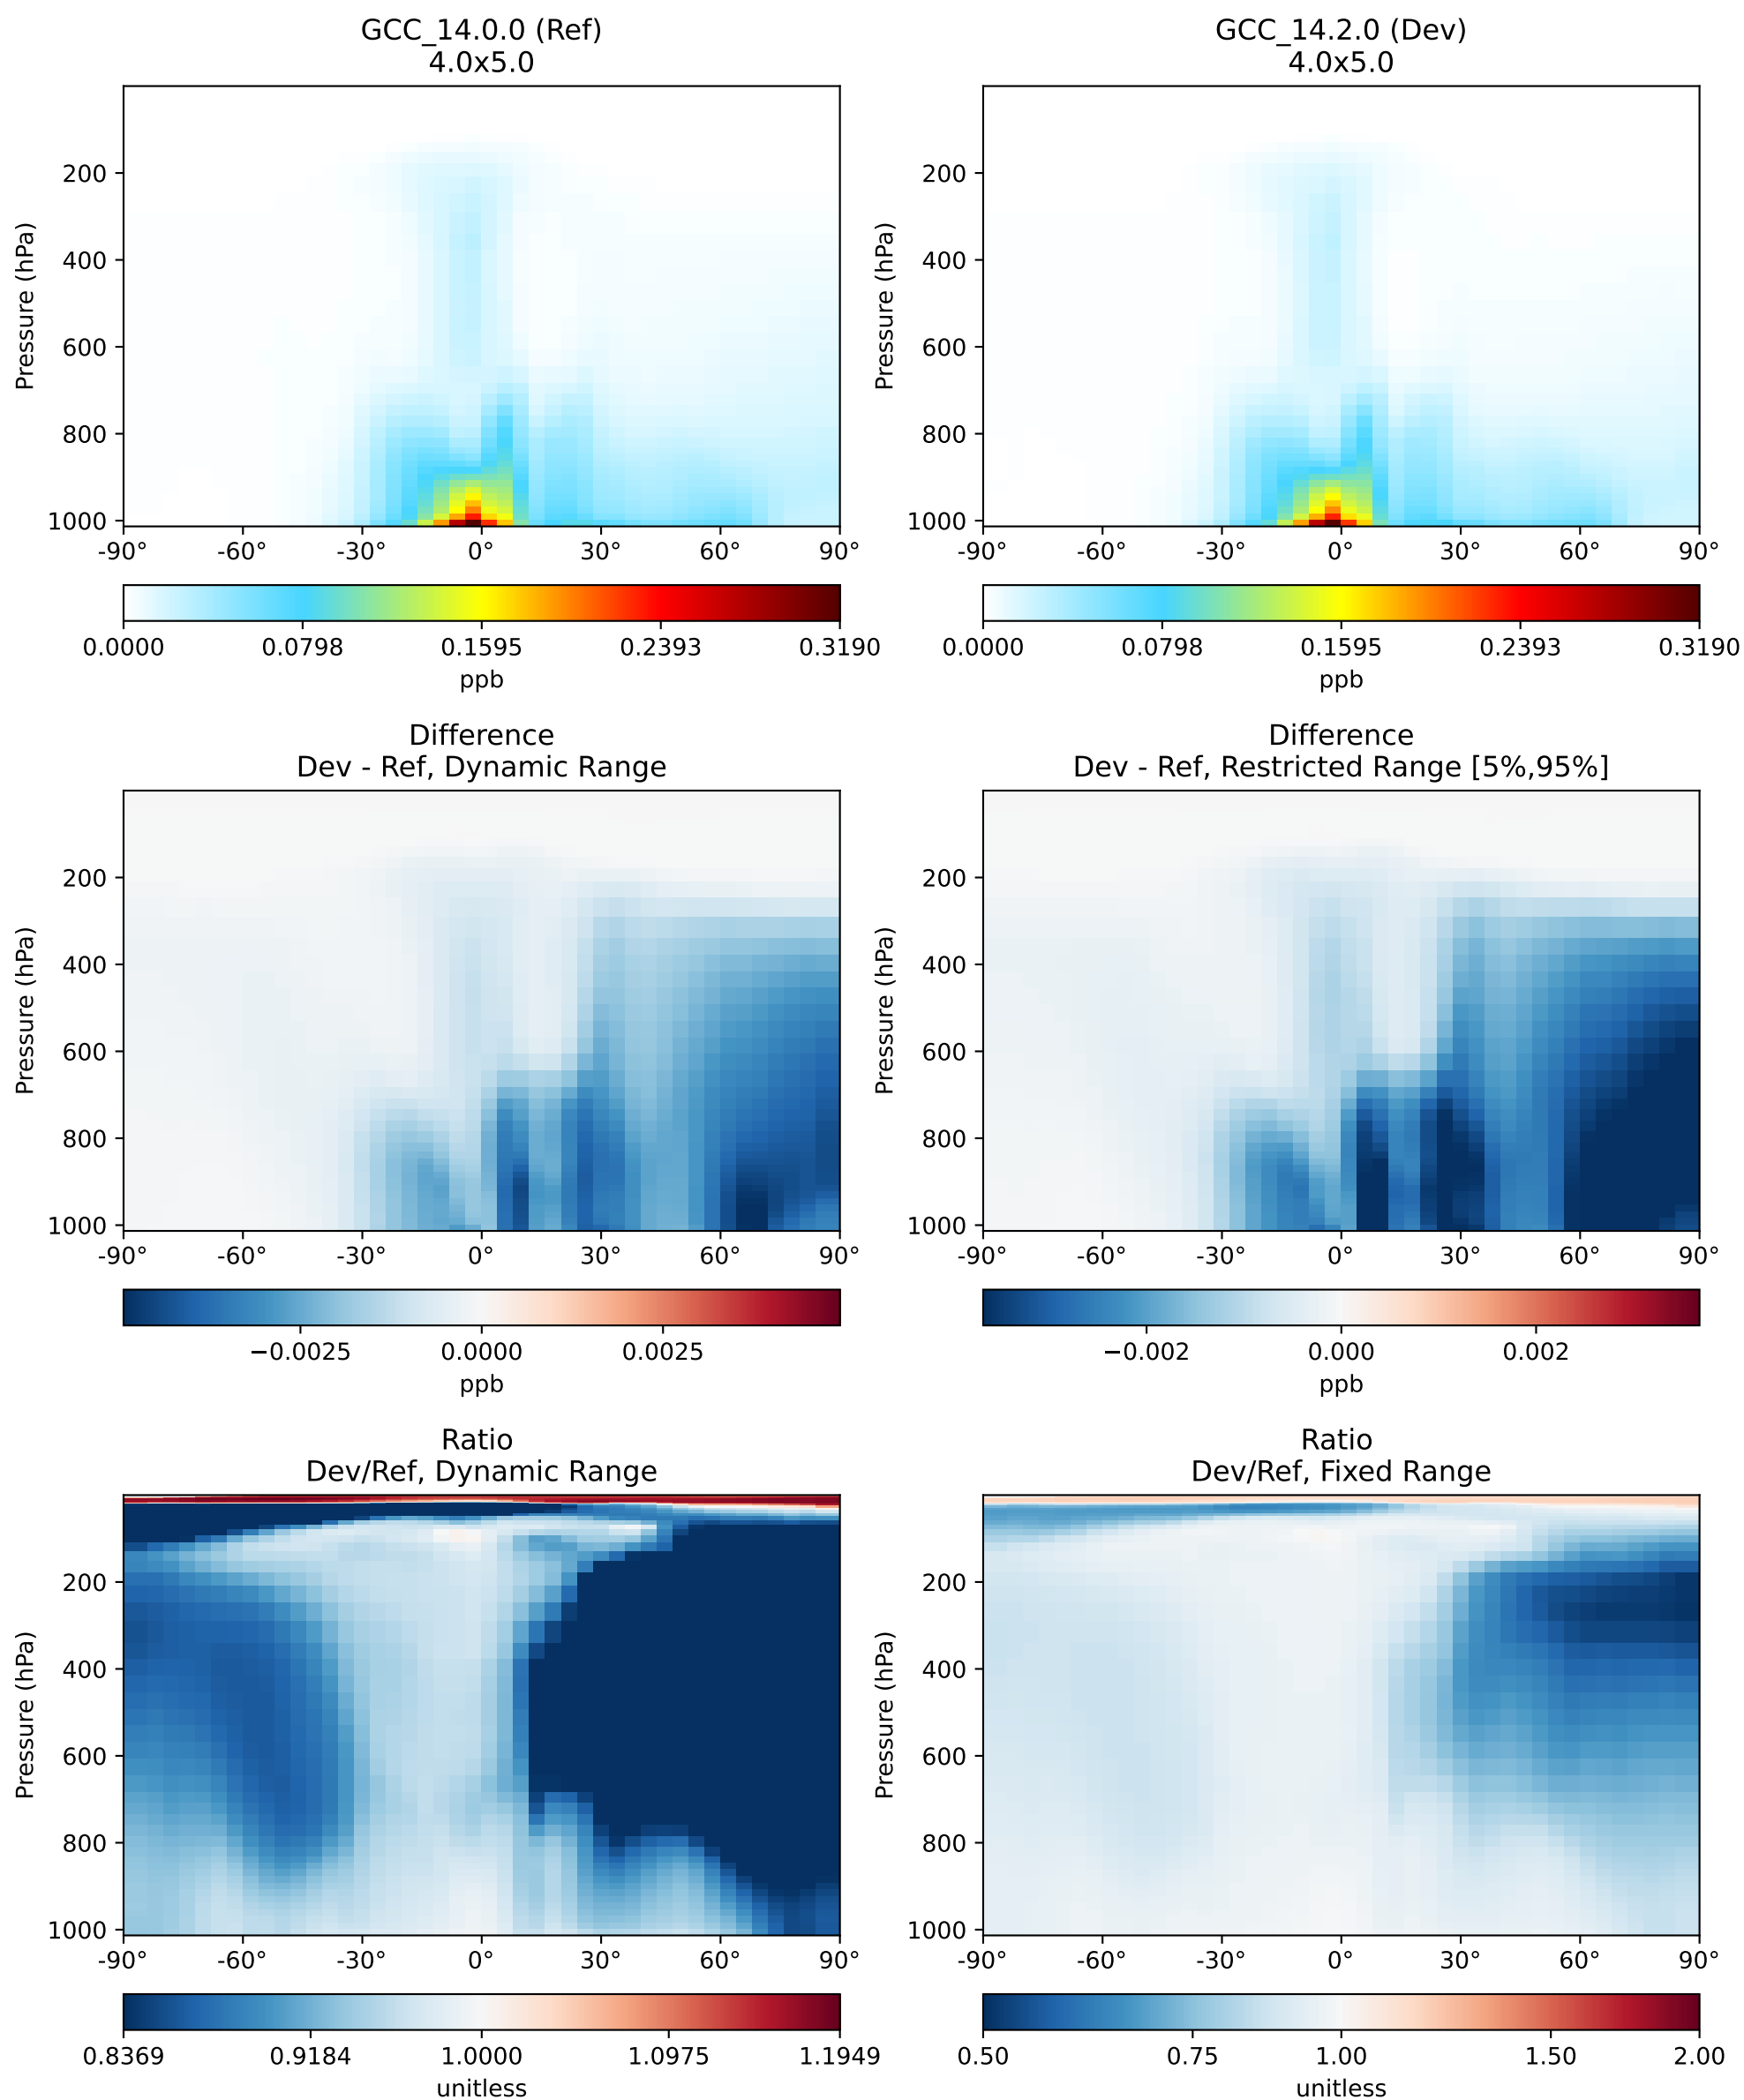 GCC_14.0.0 (Ref)
4.0x5.0
Pressure (hPa)
200
400
600
800
1000
-90° -60° -30° 0° 30° 60° 90°
0.0000 0.0798 0.1595 0.2393 0.3190
ppb
GCC_14.2.0 (Dev)
4.0x5.0
Pressure (hPa)
200
400
600
800
1000
-90° -60° -30° 0° 30° 60° 90°
0.0000 0.0798 0.1595 0.2393 0.3190
ppb
Difference
Dev - Ref, Dynamic Range
Pressure (hPa)
200
400
600
800
1000
-90° -60° -30° 0° 30° 60° 90°
−0.0025 0.0000 0.0025
ppb
Difference
Dev - Ref, Restricted Range [5%,95%]
Pressure (hPa)
200
400
600
800
1000
-90° -60° -30° 0° 30° 60° 90°
−0.002 0.000 0.002
ppb
Ratio
Dev/Ref, Dynamic Range
Pressure (hPa)
200
400
600
800
1000
-90° -60° -30° 0° 30° 60° 90°
0.8369 0.9184 1.0000 1.0975 1.1949
unitless
Ratio
Dev/Ref, Fixed Range
Pressure (hPa)
200
400
600
800
1000
-90° -60° -30° 0° 30° 60° 90°
0.50 0.75 1.00 1.50 2.00
unitless